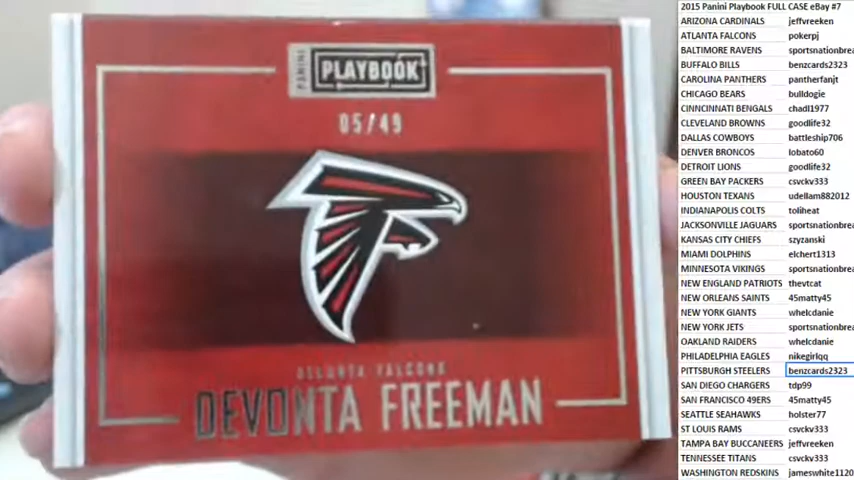 PANINI
PLAYBOOK
05/49
ATLANTA FALCONS
DEVONTA FREEMAN
2015 Panini Playbook FULL CASE eBay #7
ARIZONA CARDINALS jeffvreeken
ATLANTA FALCONS pokerpj
BALTIMORE RAVENS sportsnationbrea
BUFFALO BILLS benzcards2323
CAROLINA PANTHERS pantherfanjt
CHICAGO BEARS bulldogie
CINNCINNATI BENGALS chadl1977
CLEVELAND BROWNS goodlife32
DALLAS COWBOYS battleship706
DENVER BRONCOS lobato60
DETROIT LIONS goodlife32
GREEN BAY PACKERS csvckv333
HOUSTON TEXANS udellam882012
INDIANAPOLIS COLTS toliheat
JACKSONVILLE JAGUARS sportsnationbrea
KANSAS CITY CHIEFS szyzanski
MIAMI DOLPHINS elchert1313
MINNESOTA VIKINGS sportsnationbrea
NEW ENGLAND PATRIOTS thevtcat
NEW ORLEANS SAINTS 45matty45
NEW YORK GIANTS whelcdanie
NEW YORK JETS sportsnationbrea
OAKLAND RAIDERS whelcdanie
PHILADELPHIA EAGLES nikegirlqq
PITTSBURGH STEELERS benzcards2323
SAN DIEGO CHARGERS tdp99
SAN FRANCISCO 49ERS 45matty45
SEATTLE SEAHAWKS holster77
ST LOUIS RAMS csvckv333
TAMPA BAY BUCCANEERS jeffvreeken
TENNESSEE TITANS csvckv333
WASHINGTON REDSKINS jameswhite1120